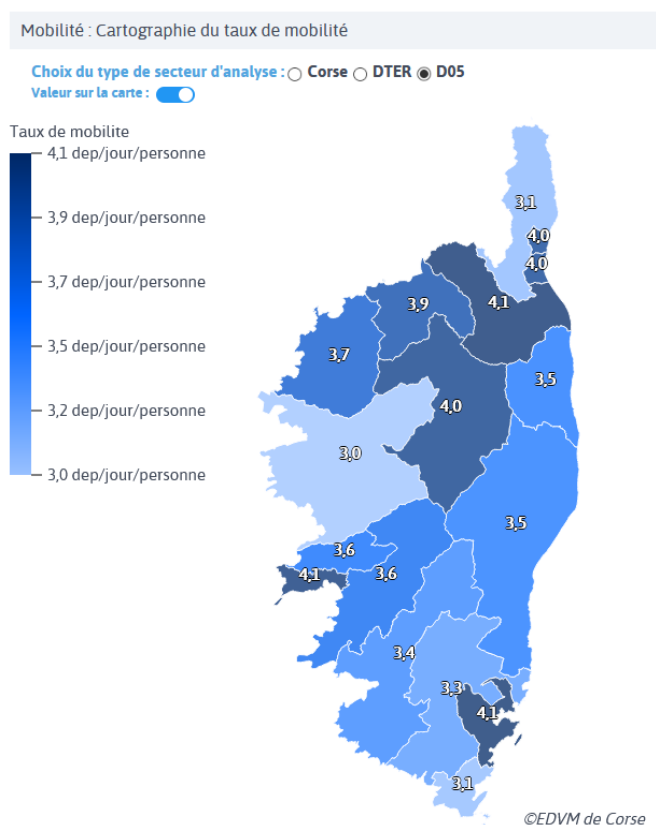 Mobilité : Cartographie du taux de mobilité
Choix du type de secteur d'analyse : Corse DTER D05
Valeur sur la carte :
Taux de mobilite
4,1 dep/jour/personne
3,9 dep/jour/personne
3,7 dep/jour/personne
3,5 dep/jour/personne
3,2 dep/jour/personne
3,0 dep/jour/personne
3,1
4,0
4,0
4,1
3,9
3,7
3,5
4,0
3,0
3,5
3,6
4,1
3,6
3,4
3,3
4,1
3,1
©EDVM de Corse